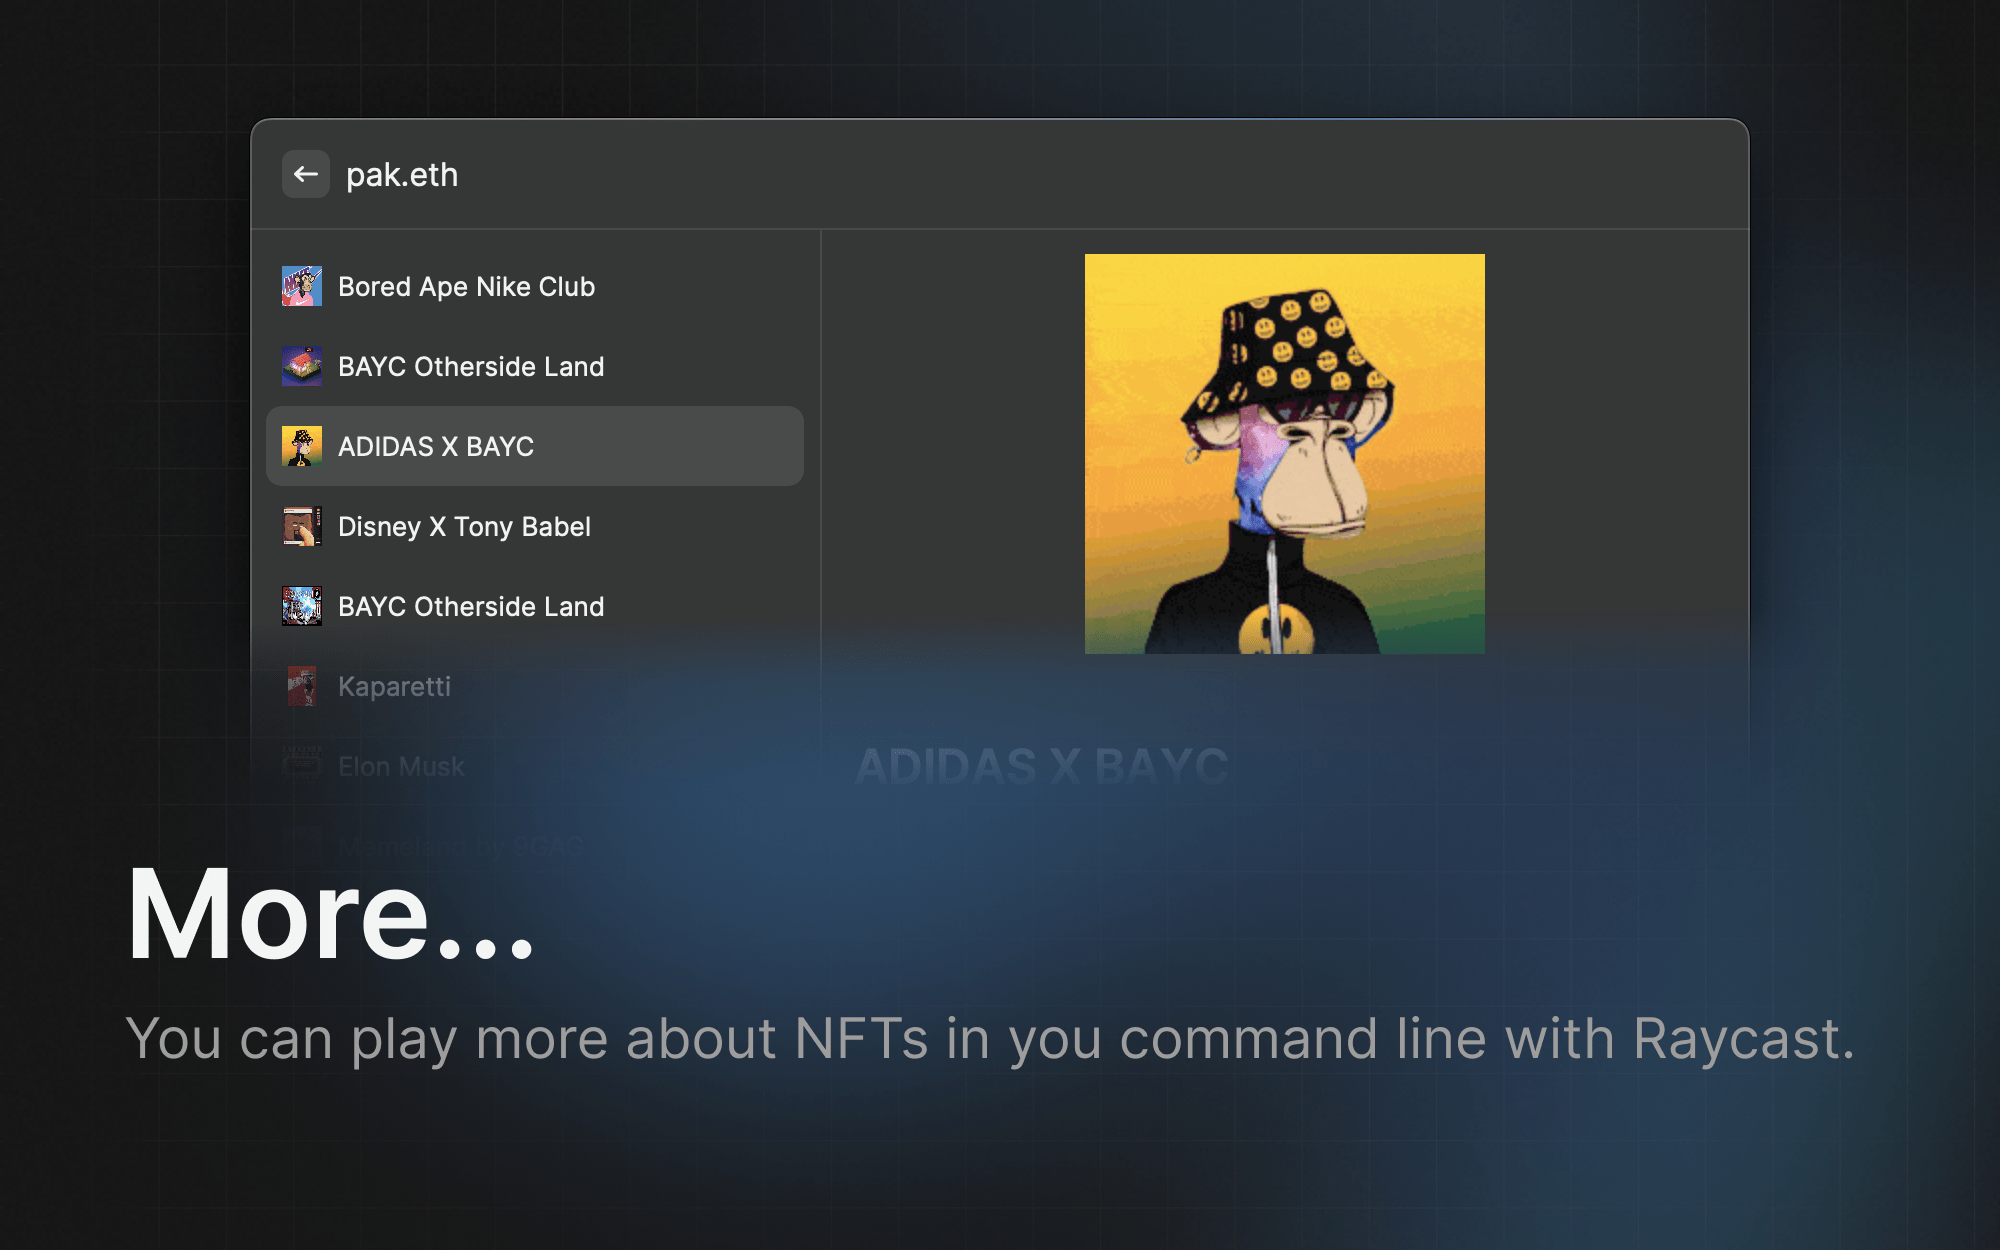 pak.eth
Bored Ape Nike Club
BAYC Otherside Land
ADIDAS X BAYC
Disney X Tony Babel
BAYC Otherside Land
Kaparetti
Elon Musk
ADIDAS X BAYC
Memeland by 9GAG
More...
You can play more about NFTs in you command line with Raycast.